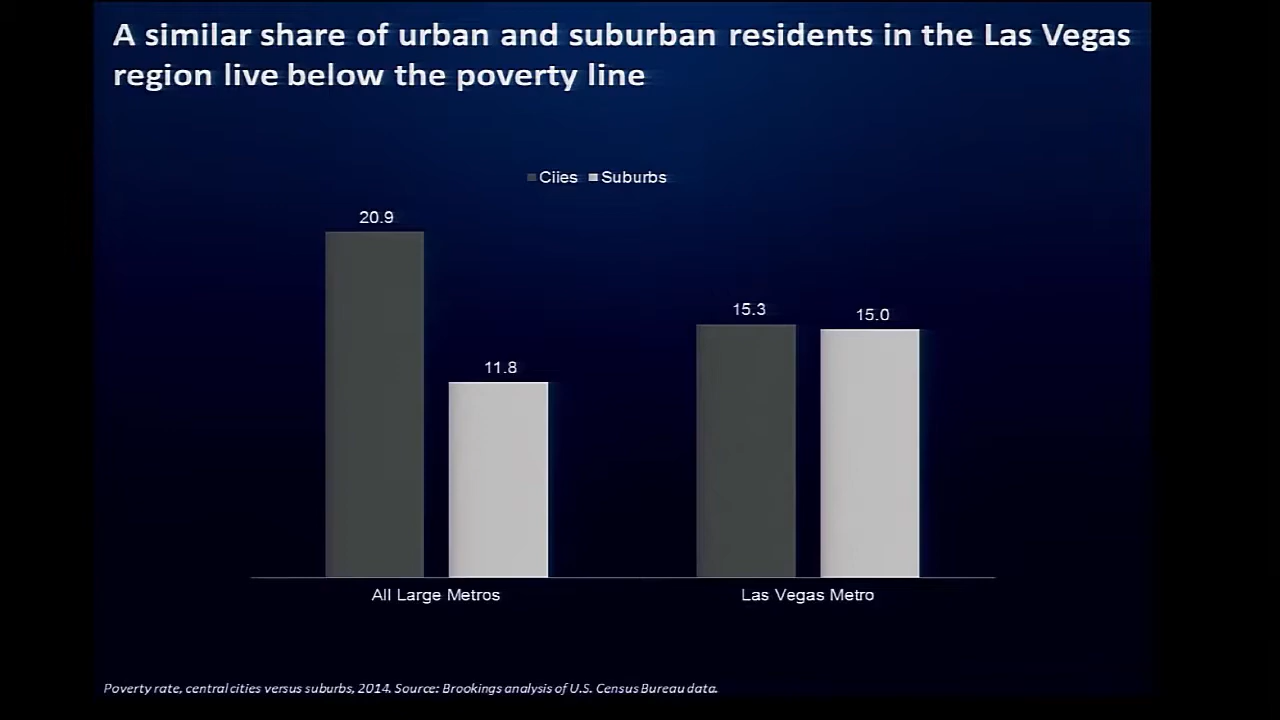 A similar share of urban and suburban residents in the Las Vegas
region live below the poverty line
Ciies Suburbs
20.9
11.8
15.3
15.0
All Large Metros
Las Vegas Metro
Poverty rate, central cities versus suburbs, 2014. Source: Brookings analysis of U.S. Census Bureau data.